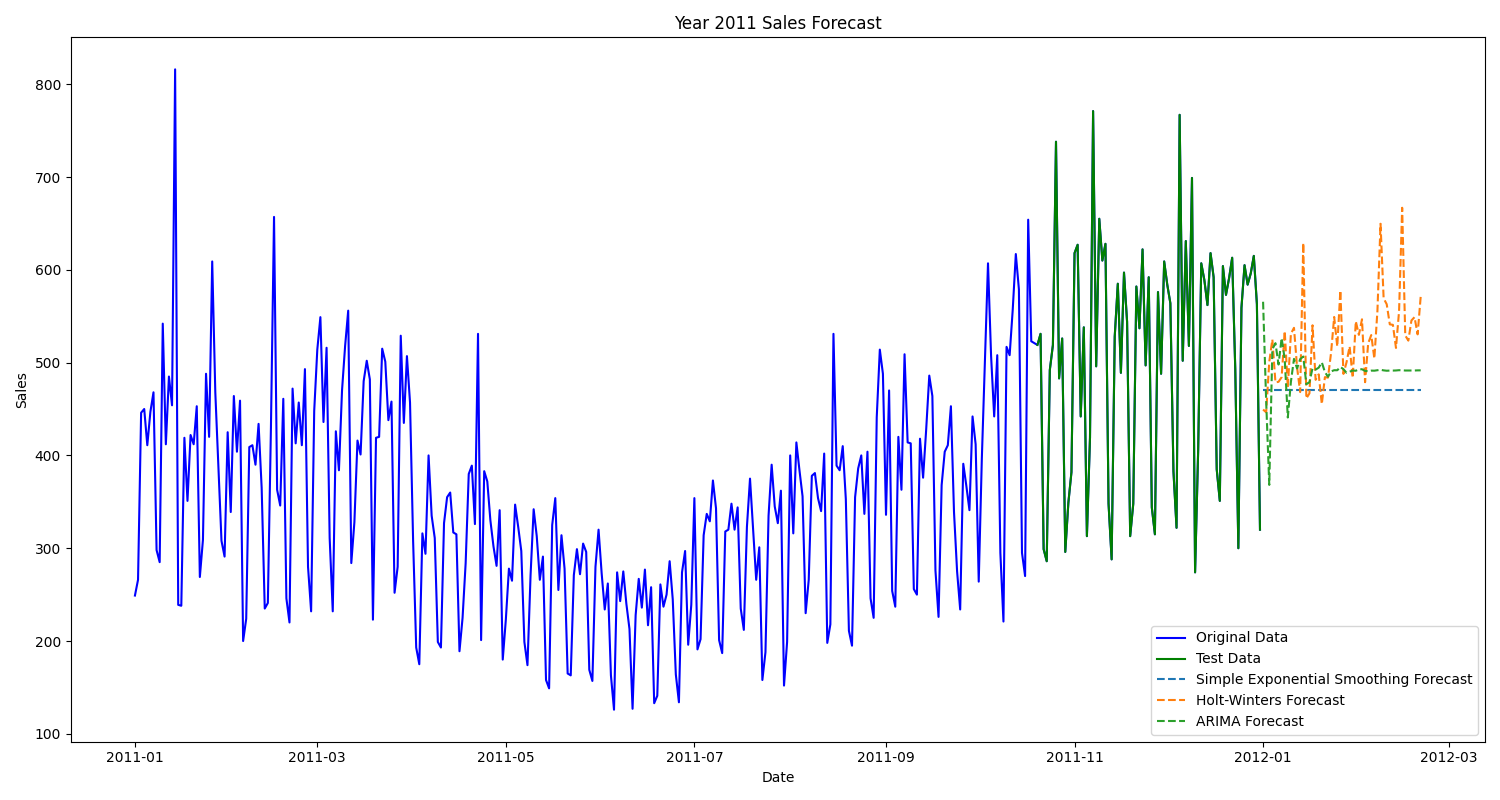 Year 2011 Sales Forecast
Sales
800
700
600
500
400
300
200
100
2011-01 2011-03 2011-05 2011-07 2011-09 2011-11 2012-01 2012-03
Date
Original Data
Test Data
Simple Exponential Smoothing Forecast
Holt-Winters Forecast
ARIMA Forecast